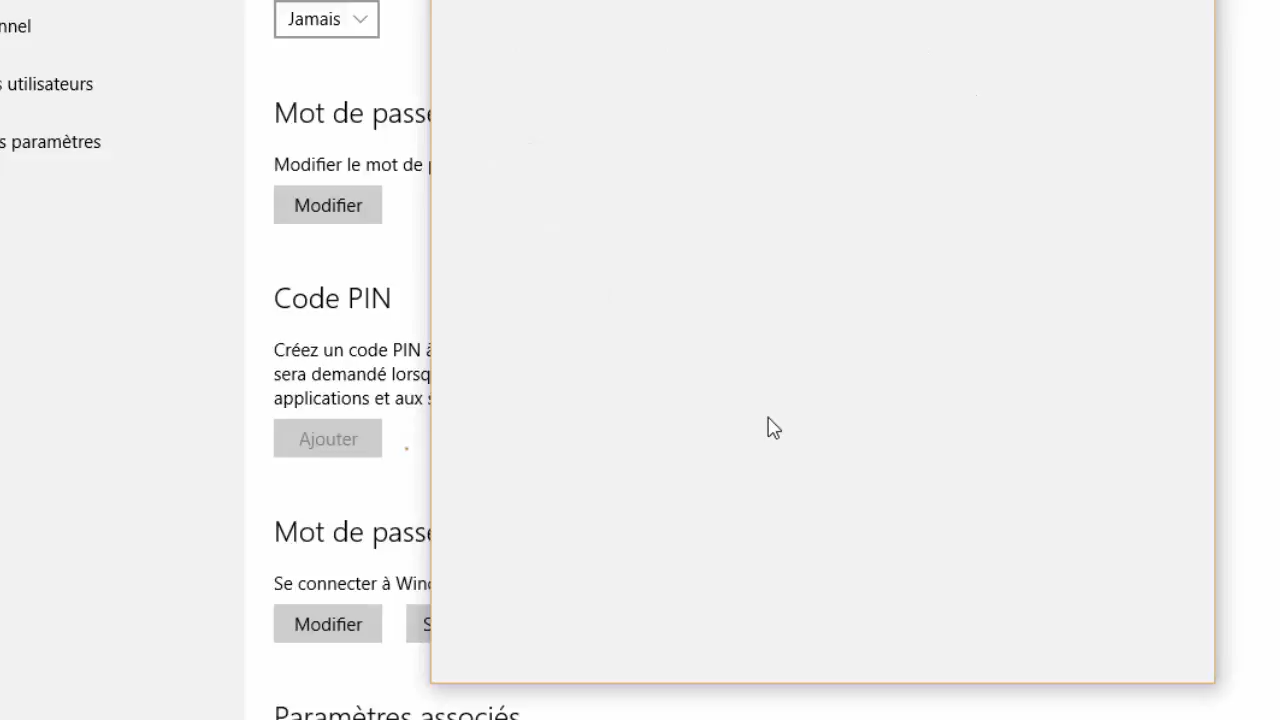 nnel
utilisateurs
s paramètres
Jamais
Mot de passe
Modifier le mot de
Modifier
Code PIN
Créez un code PIN à
sera demandé lorsq
applications et aux s
Ajouter
Mot de passe
Se connecter à Wind
Modifier
S
Paramètres associés